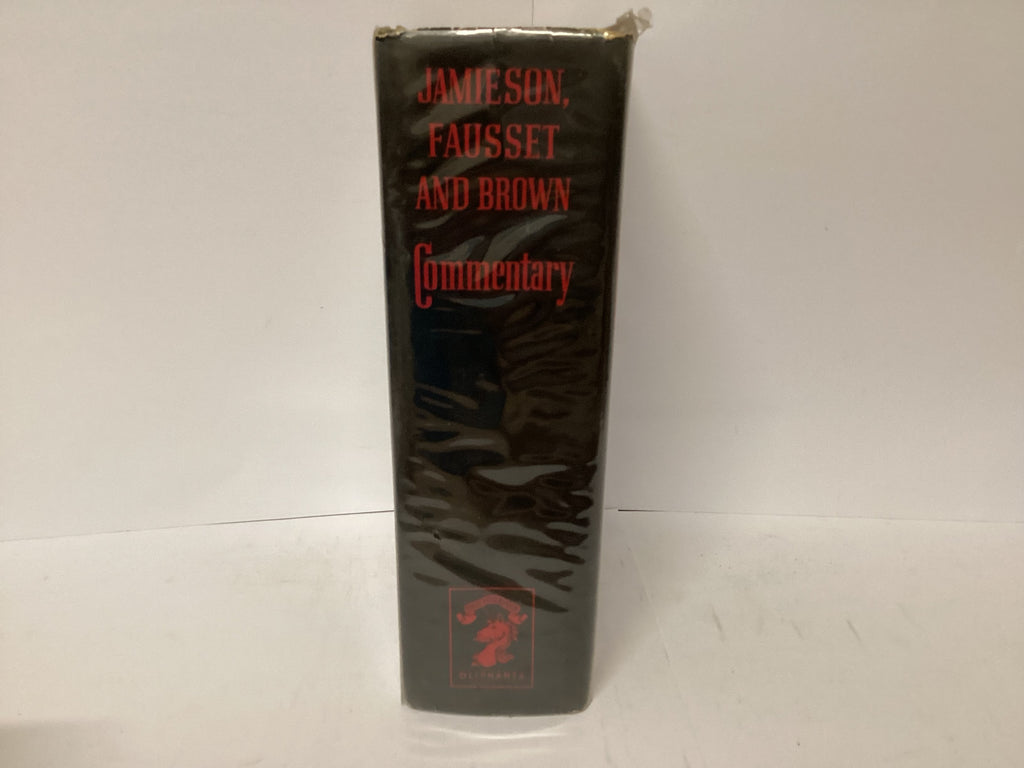 JAMIESON,
FAUSSET
AND BROWN
Commentary
OLIPHANTS